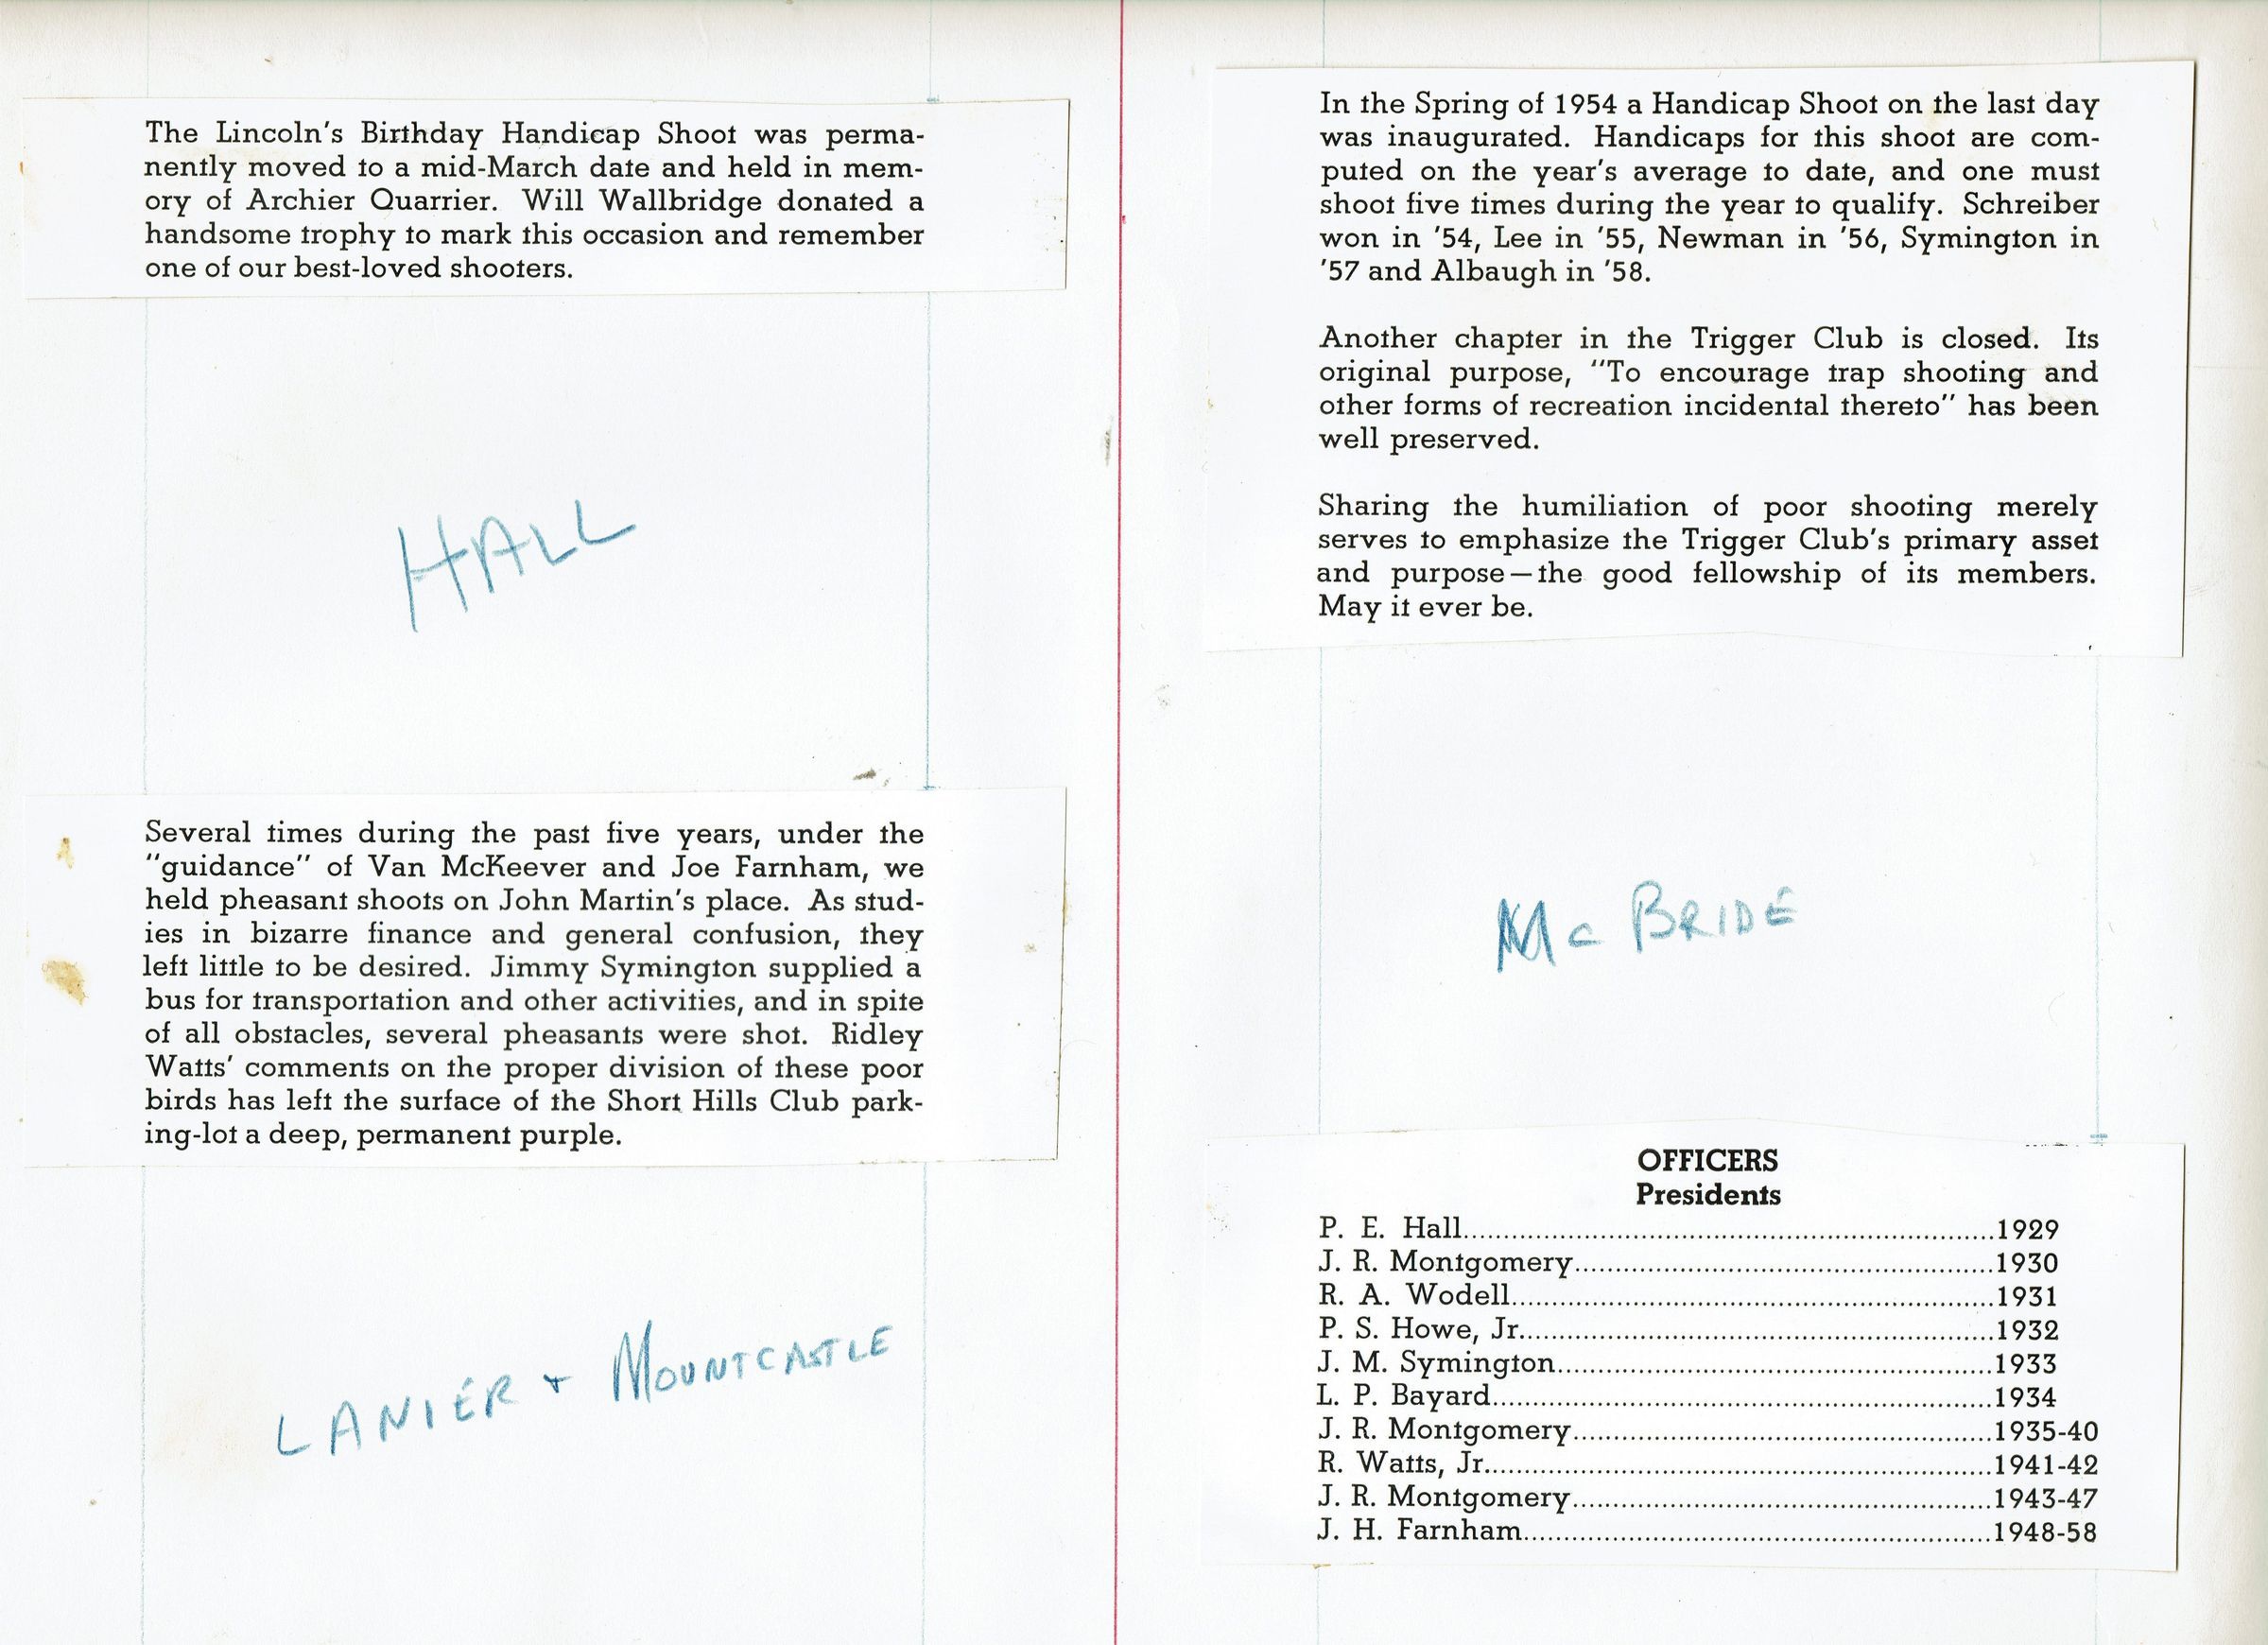 The Lincoln's Birthday Handicap Shoot was perma-
nently moved to a mid-March date and held in mem-
ory of Archier Quarrier. Will Wallbridge donated a
handsome trophy to mark this occasion and remember
one of our best-loved shooters.
HALL
Several times during the past five years, under the
"guidance" of Van McKeever and Joe Farnham, we
held pheasant shoots on John Martin's place. As stud-
ies in bizarre finance and general confusion, they
left little to be desired. Jimmy Symington supplied a
bus for transportation and other activities, and in spite
of all obstacles, several pheasants were shot. Ridley
Watts' comments on the proper division of these poor
birds has left the surface of the Short Hills Club park-
ing-lot a deep, permanent purple.
LANIER + MOUNTCASTLE
In the Spring of 1954 a Handicap Shoot on the last day
was inaugurated. Handicaps for this shoot are com-
puted on the year's average to date, and one must
shoot five times during the year to qualify. Schreiber
won in '54, Lee in '55, Newman in '56, Symington in
'57 and Albaugh in '58.
Another chapter in the Trigger Club is closed. Its
original purpose, "To encourage trap shooting and
other forms of recreation incidental thereto" has been
well preserved.
Sharing the humiliation of poor shooting merely
serves to emphasize the Trigger Club's primary asset
and purpose—the good fellowship of its members.
May it ever be.
Mc BRIDE
OFFICERS
Presidents
P. E. Hall..........1929
J. R. Montgomery..........1930
R. A. Wodell..........1931
P. S. Howe, Jr...........1932
J. M. Symington..........1933
L. P. Bayard..........1934
J. R. Montgomery..........1935-40
R. Watts, Jr...........1941-42
J. R. Montgomery..........1943-47
J. H. Farnham..........1948-58